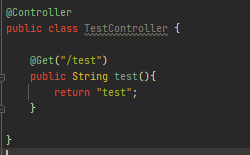 @Controller
public class TestController {
@Get("/test")
public String test(){
return "test";
}
}